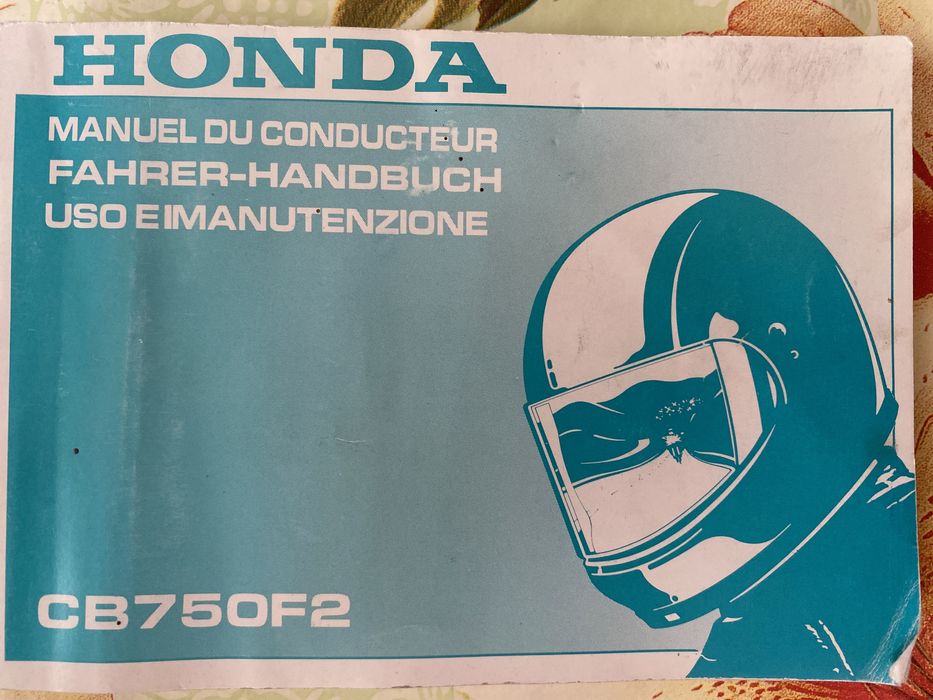 HONDA
MANUEL DU CONDUCTEUR
FAHRER-HANDBUCH
USO E MANUTENZIONE
CB750F2